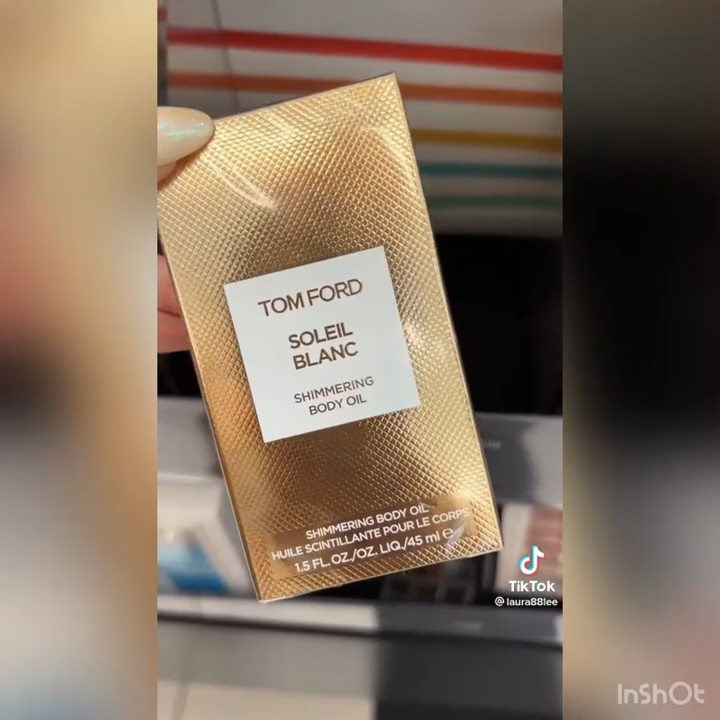 TOM FORD
SOLEIL
BLANC
SHIMMERING
BODY OIL
SHIMMERING BODY OIL
HUILE SCINTILLANTE POUR LE CORPS
1.5 FL. OZ./OZ. LIQ./45 ml e
TikTok
@laura88lee
InShOt